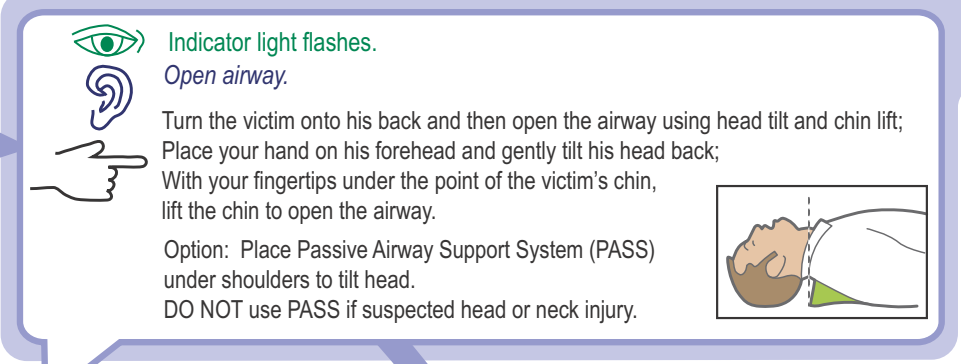 Indicator light flashes.
Open airway.
Turn the victim onto his back and then open the airway using head tilt and chin lift;
Place your hand on his forehead and gently tilt his head back;
With your fingertips under the point of the victim's chin,
lift the chin to open the airway.
Option:  Place Passive Airway Support System (PASS)
under shoulders to tilt head.
DO NOT use PASS if suspected head or neck injury.